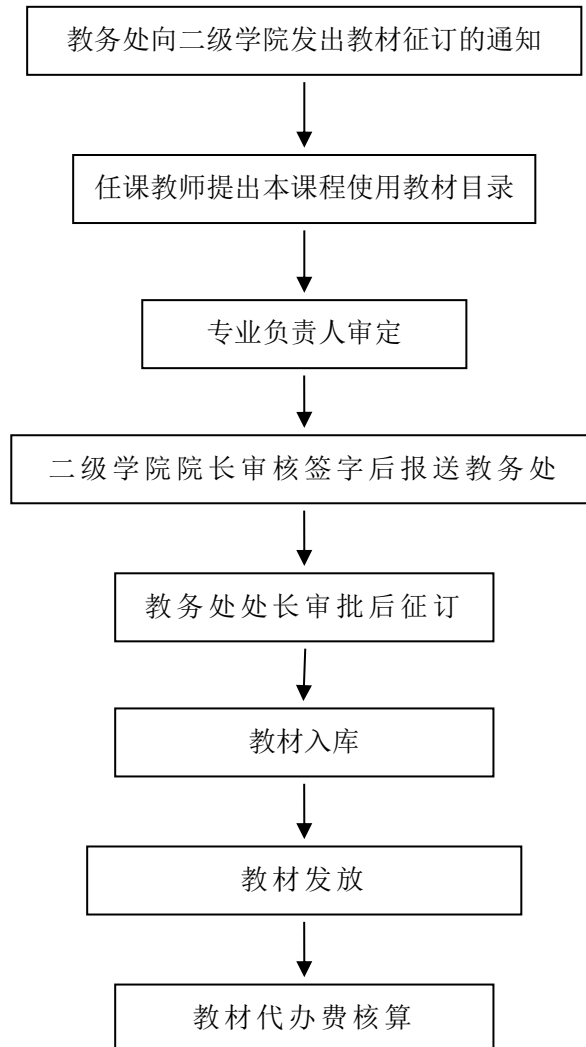 教务处向二级学院发出教材征订的通知
任课教师提出本课程使用教材目录
专业负责人审定
二级学院院长审核签字后报送教务处
教务处处长审批后征订
教材入库
教材发放
教材代办费核算